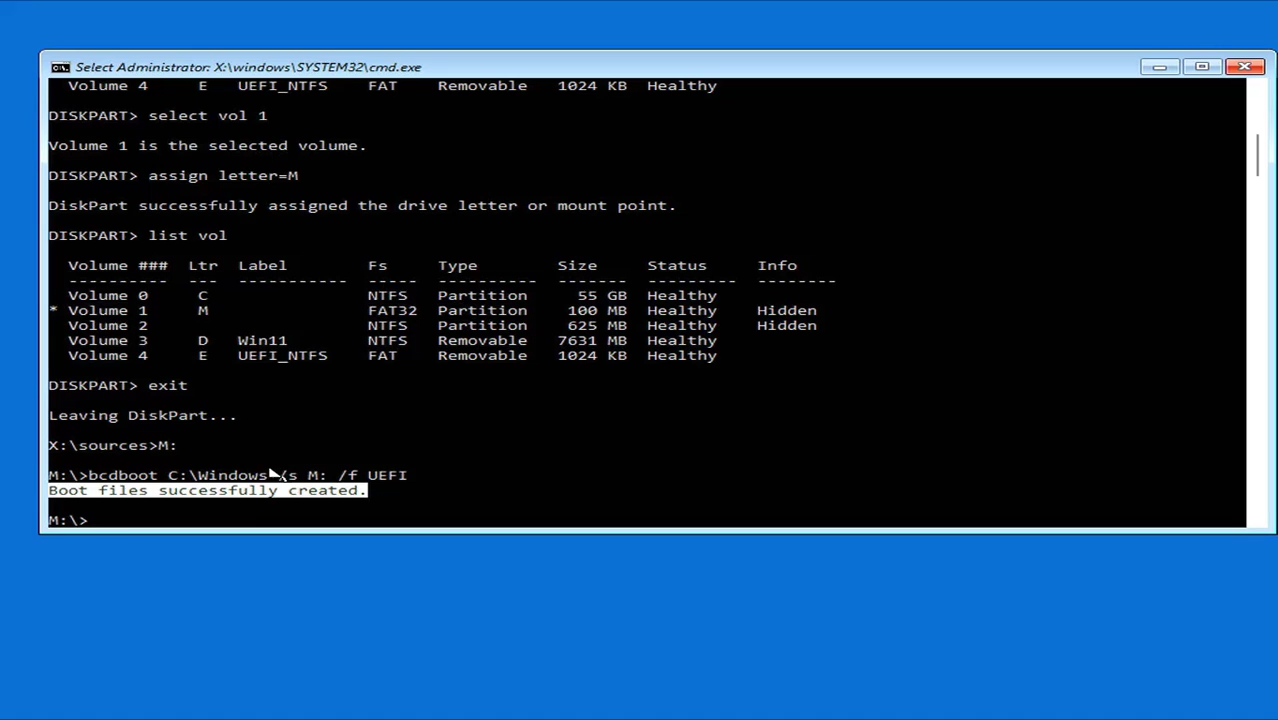 Select Administrator: X:\windows\SYSTEM32\cmd.exe
Volume 4     E   UEFI_NTFS    FAT    Removable   1024 KB  Healthy
DISKPART> select vol 1
Volume 1 is the selected volume.
DISKPART> assign letter=M
DiskPart successfully assigned the drive letter or mount point.
DISKPART> list vol
  Volume ###  Ltr  Label        Fs     Type        Size     Status     Info
  ----------  ---  -----------  -----  ----------  -------  ---------  --------
  Volume 0     C                NTFS   Partition     55 GB  Healthy
* Volume 1     M                FAT32  Partition    100 MB  Healthy    Hidden
  Volume 2                      NTFS   Partition    625 MB  Healthy    Hidden
  Volume 3     D   Win11        NTFS   Removable   7631 MB  Healthy
  Volume 4     E   UEFI_NTFS    FAT    Removable   1024 KB  Healthy
DISKPART> exit
Leaving DiskPart...
X:\sources>M:
M:\>bcdboot C:\Windows /s M: /f UEFI
Boot files successfully created.
M:\>